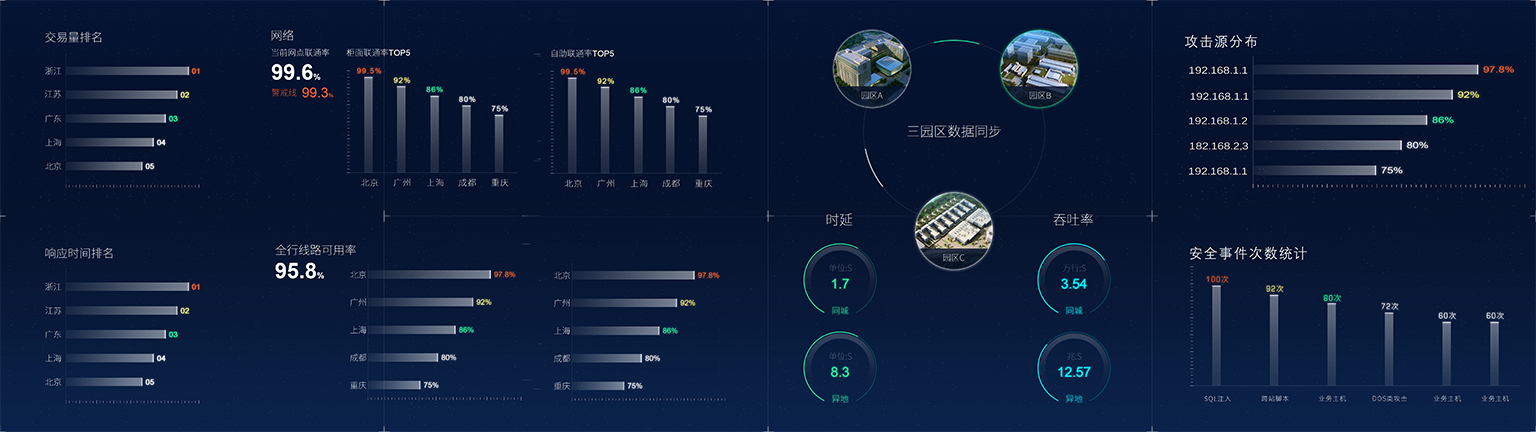 交易量排名
浙江 01
江苏 02
广东 03
上海 04
北京 05
响应时间排名
浙江 01
江苏 02
广东 03
上海 04
北京 05
网络
当前网点联通率
99.6%
警戒线 99.3%
柜面联通率TOP5
99.5%
92%
86%
80%
75%
北京 广州 上海 成都 重庆
自助联通率TOP5
99.5%
92%
86%
80%
75%
北京 广州 上海 成都 重庆
全行线路可用率
95.8%
北京 97.8%
广州 92%
上海 86%
成都 80%
重庆 75%
北京 97.8%
广州 92%
上海 86%
成都 80%
重庆 75%
园区A
园区B
三园区数据同步
园区C
时延
单位:S
1.7
同城
单位:S
8.3
异地
吞吐率
万行:S
3.54
同城
兆:S
12.57
异地
攻击源分布
192.168.1.1 97.8%
192.168.1.1 92%
192.168.1.2 86%
182.168.2,3 80%
192.168.1.1 75%
安全事件次数统计
100次
92次
80次
72次
60次
60次
SQL注入 跨站脚本 业务主机 DOS类攻击 业务主机 业务主机